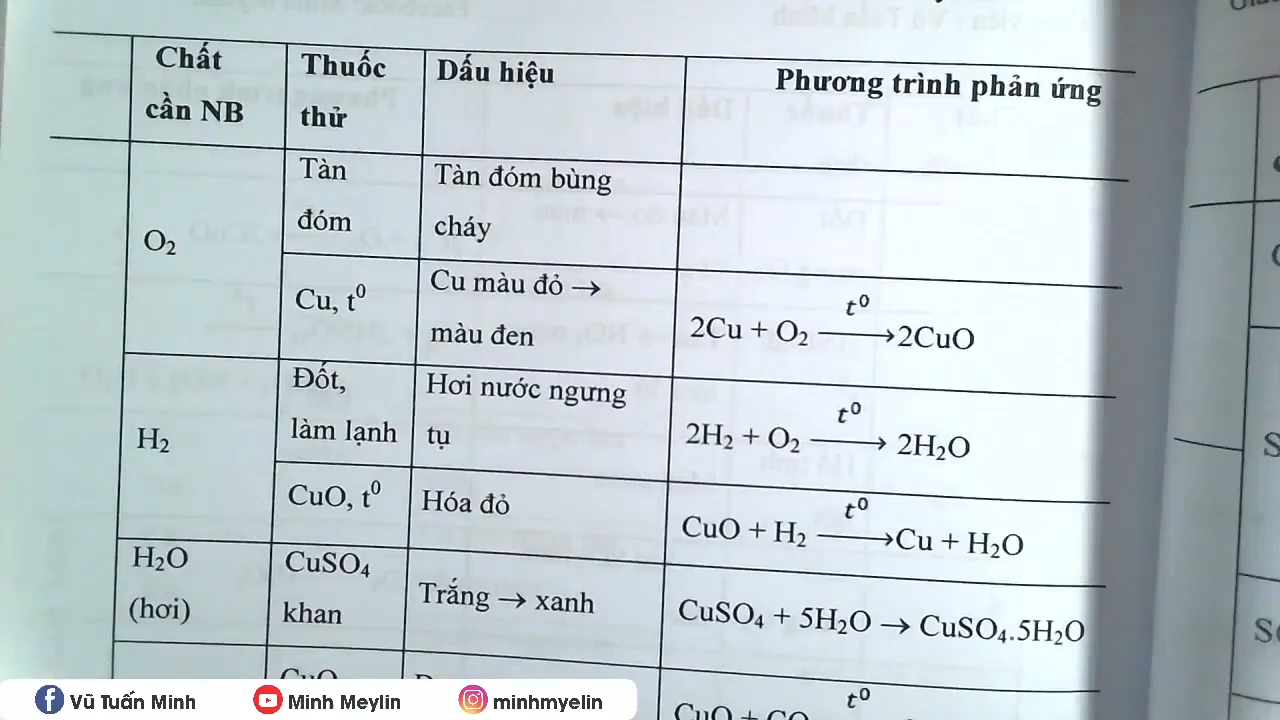 Chất
cần NB
Thuốc
thử
Dấu hiệu
Phương trình phản ứng
O₂
Tàn
đóm
Tàn đóm bùng
cháy
Cu, t⁰
Cu màu đỏ →
màu đen
2Cu + O₂ —t⁰→ 2CuO
H₂
Đốt,
làm lạnh
Hơi nước ngưng
tụ
2H₂ + O₂ —t⁰→ 2H₂O
CuO, t⁰
Hóa đỏ
CuO + H₂ —t⁰→ Cu + H₂O
H₂O
(hơi)
CuSO₄
khan
Trắng → xanh
CuSO₄ + 5H₂O → CuSO₄.5H₂O
CuO
t⁰
Vũ Tuấn Minh
Minh Meylin
minhmyelin